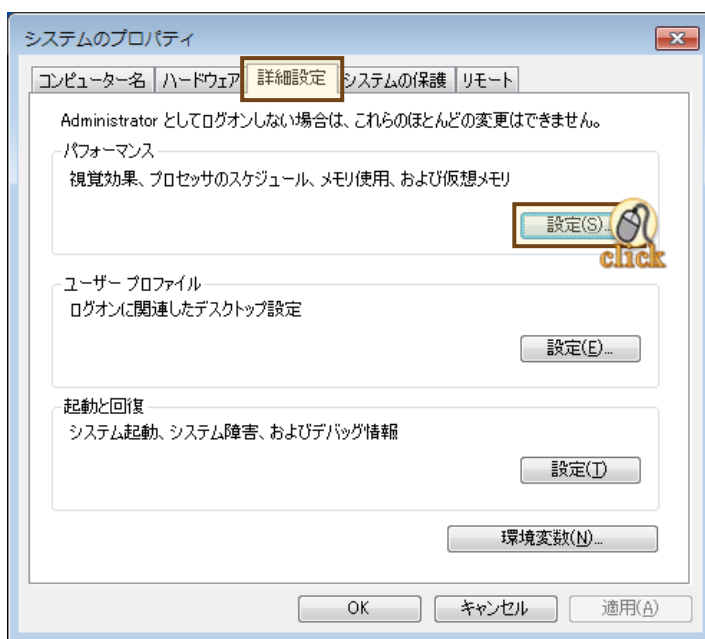 システムのプロパティ
コンピューター名 ハードウェア 詳細設定 システムの保護 リモート
Administrator としてログオンしない場合は、これらのほとんどの変更はできません。
パフォーマンス
視覚効果、プロセッサのスケジュール、メモリ使用、および仮想メモリ
設定(S)...
click
ユーザー プロファイル
ログオンに関連したデスクトップ設定
設定(E)...
起動と回復
システム起動、システム障害、およびデバッグ情報
設定(T)
環境変数(N)...
OK キャンセル 適用(A)